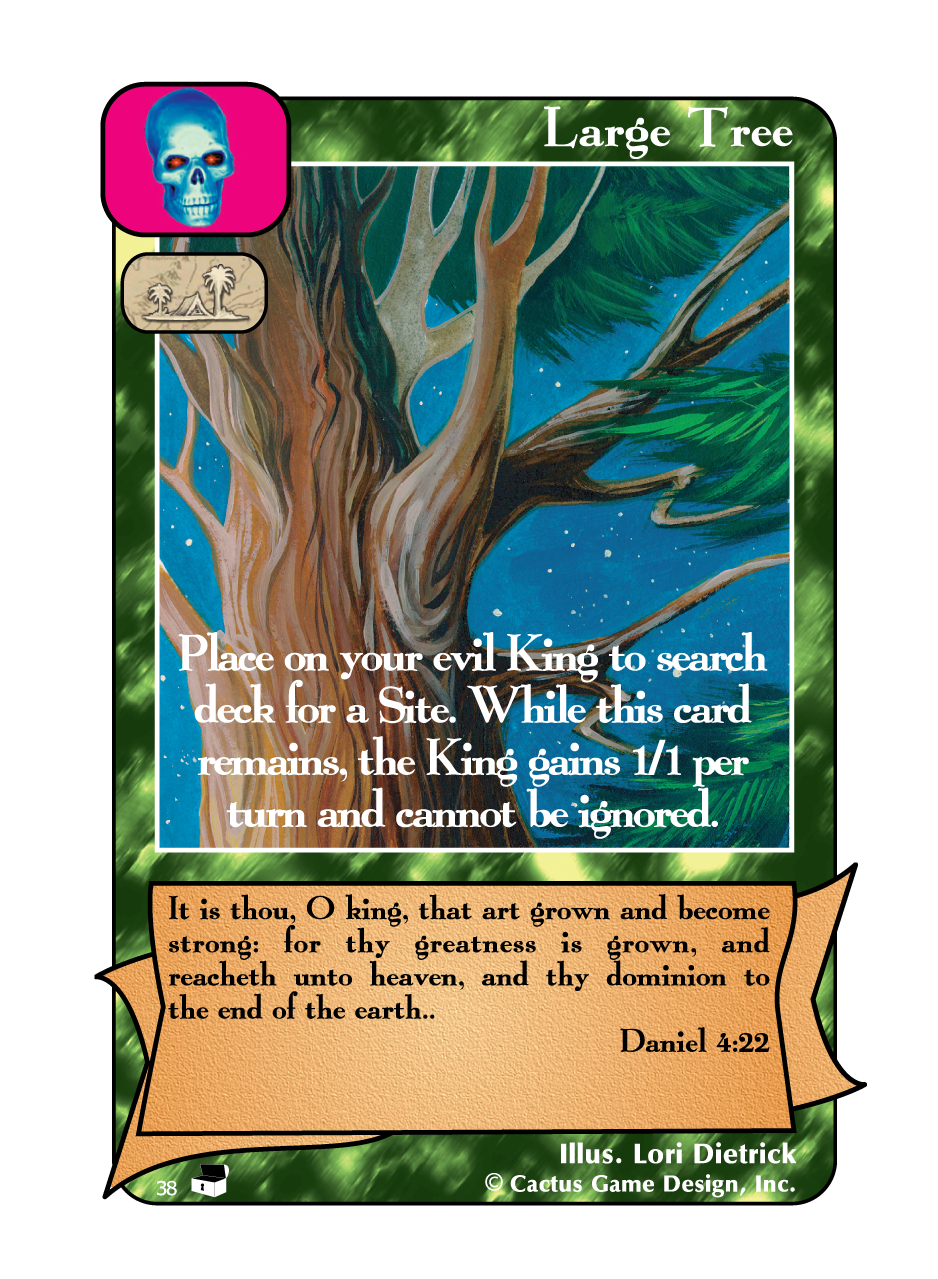 Large Tree
Place on your evil King to search
deck for a Site. While this card
remains, the King gains 1/1 per
turn and cannot be ignored.
It is thou, O king, that art grown and become
strong: for thy greatness is grown, and
reacheth unto heaven, and thy dominion to
the end of the earth..
Daniel 4:22
Illus. Lori Dietrick
38
© Cactus Game Design, Inc.